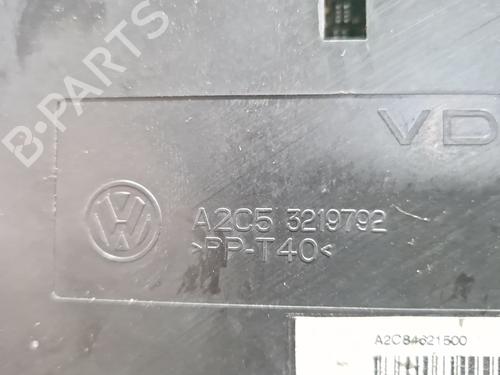 B-PARTS
VD
A2C5 3219792
>PP-T40<
A2C84621500